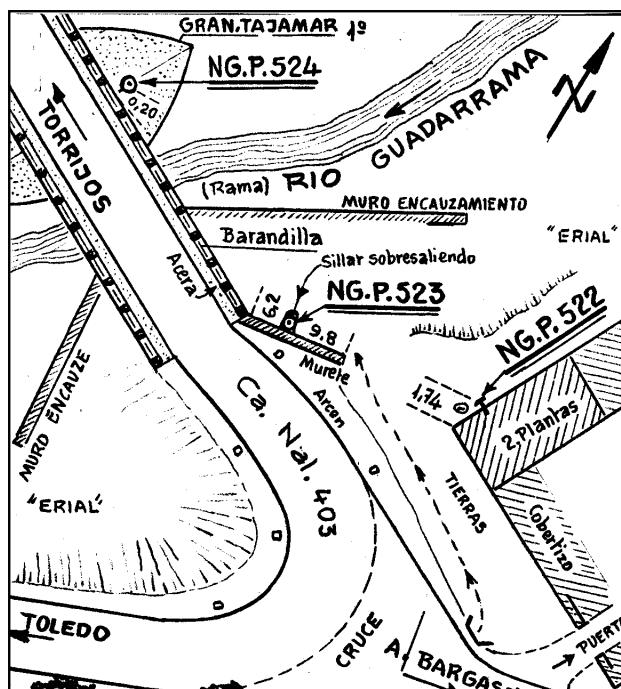 GRAN.TAJAMAR 1º
NG.P.524
0,20
TORRIJOS
RIO GUADARRAMA
(Rama)
N
MURO ENCAUZAMIENTO
"ERIAL"
Barandilla
Acera
Sillar sobresaliendo
NG.P.523
6,2
9,8
Murete
NG.P.522
1,74
2,Plantas
Arcen
Ca. Nal. 403
MURO ENCAUZE
"ERIAL"
TIERRAS
Cobertizo
TOLEDO
CRUCE
A. BARGAS
PUERTO